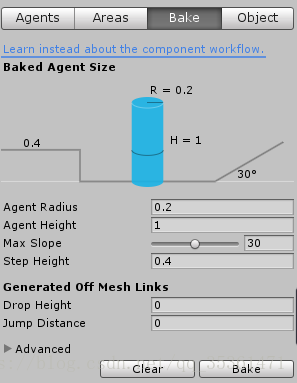 Agents Areas Bake Object
Learn instead about the component workflow.
Baked Agent Size
R = 0.2
0.4
H = 1
30°
Agent Radius 0.2
Agent Height 1
Max Slope 30
Step Height 0.4
Generated Off Mesh Links
Drop Height 0
Jump Distance 0
Advanced
Clear Bake